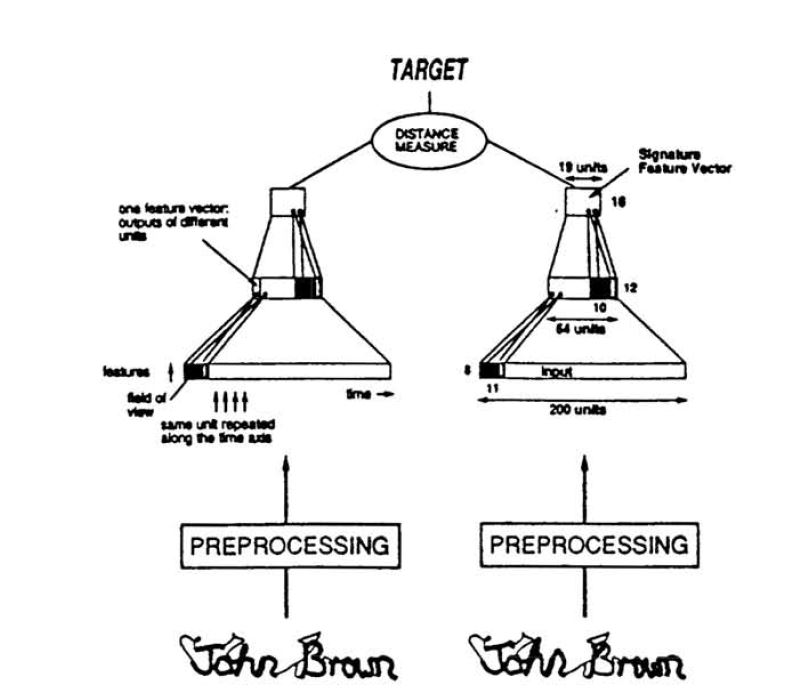 TARGET
DISTANCE
MEASURE
19 units
Signature
Feature Vector
16
one feature vector:
outputs of different
units
12
10
64 units
features
8
Input
11
time
field of
view
200 units
same unit repeated
along the time axis
PREPROCESSING
PREPROCESSING
John Brown
John Brown